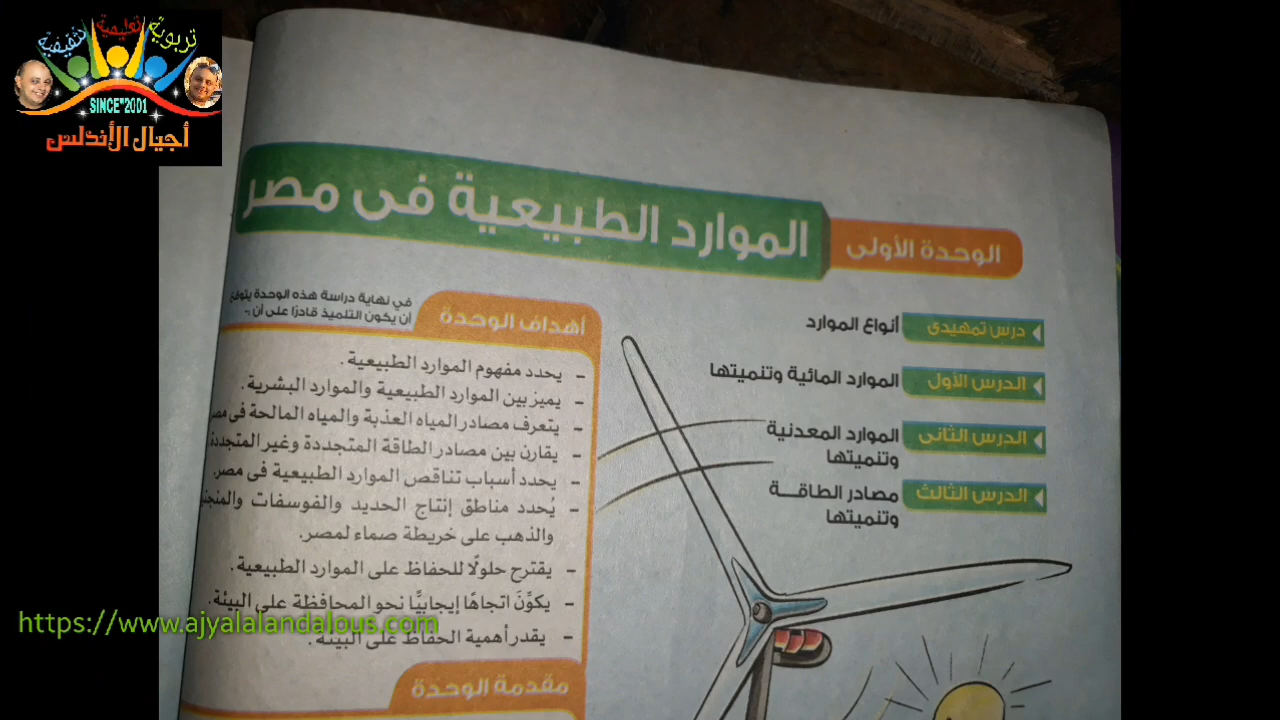 تربوية تعليمية تثقيفية
SINCE*2001
أجيال الأندلس
الوحدة الأولى
الموارد الطبيعية فى مصر
درس تمهيدى
أنواع الموارد
الدرس الأول
الموارد المائية وتنميتها
الدرس الثانى
الموارد المعدنية
وتنميتها
الدرس الثالث
مصادر الطاقـــة
وتنميتها
أهداف الوحدة
في نهاية دراسة هذه الوحدة يتوقع
أن يكون التلميذ قادرًا على أن :-
- يحدد مفهوم الموارد الطبيعية .
- يميز بين الموارد الطبيعية والموارد البشرية .
- يتعرف مصادر المياه العذبة والمياه المالحة فى مصر
- يقارن بين مصادر الطاقة المتجددة وغير المتجددة
- يحدد أسباب تناقص الموارد الطبيعية فى مصر.
- يُحدد مناطق إنتاج الحديد والفوسفات
والذهب على خريطة صماء لمصر.
- يقترح حلولًا للحفاظ على الموارد الطبيعية .
- يكوِّنَ اتجاهًا إيجابيًّا نحو المحافظة على البيئة .
- يقدر أهمية الحفاظ على البيئة .
مقدمة الوحدة
https://www.ajyalalandalous.com